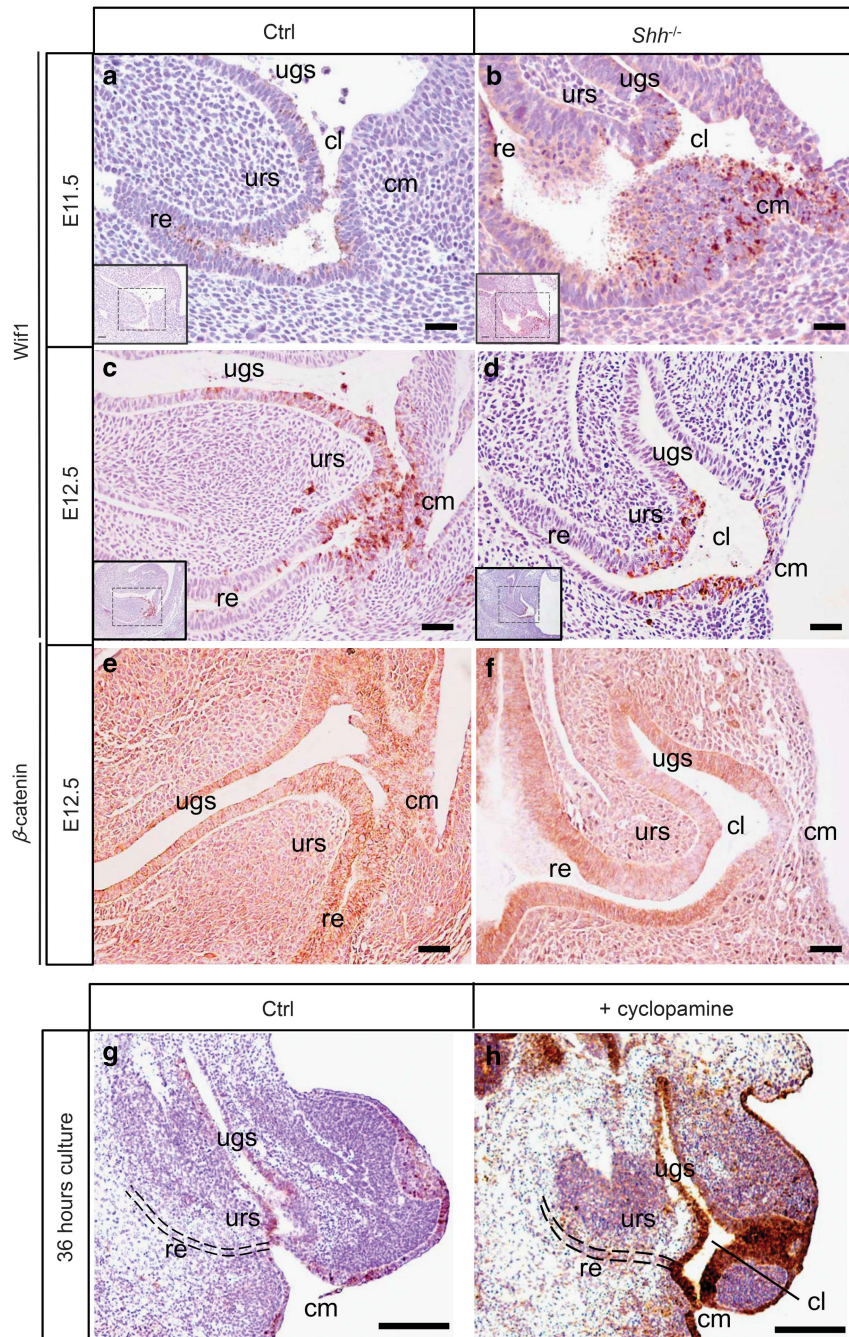 Ctrl
Shh-/-
Wif1
E11.5
a
ugs
cl
urs
cm
re
b
ugs
urs
cl
re
cm
E12.5
c
ugs
urs
cm
re
d
ugs
urs
re
cl
cm
β-catenin
E12.5
e
ugs
cm
urs
re
f
ugs
urs
cl
cm
re
Ctrl
+ cyclopamine
36 hours culture
g
ugs
urs
re
cm
h
ugs
urs
re
cl
cm